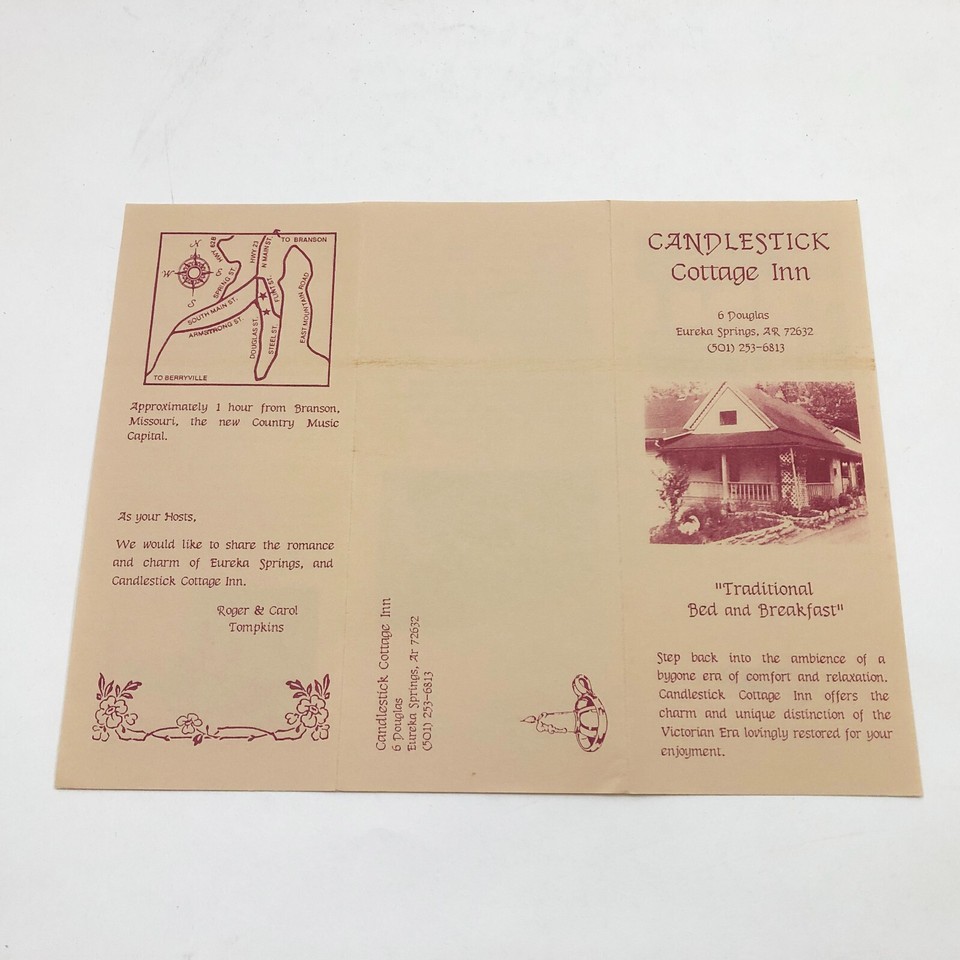 N
W
E
S
HWY 62B
SPRING ST.
HWY 23
N MAIN ST.
TO BRANSON
FLINT ST.
SOUTH MAIN ST.
ARMSTRONG ST.
DOUGLAS ST.
STEEL ST.
EAST MOUNTAIN ROAD
TO BERRYVILLE
Approximately 1 hour from Branson,
Missouri, the new Country Music
Capital.
As your Hosts,
We would like to share the romance
and charm of Eureka Springs, and
Candlestick Cottage Inn.
Roger & Carol
Tompkins
Candlestick Cottage Inn
6 Douglas
Eureka Springs, Ar 72632
(501) 253-6813
CANDLESTICK
Cottage Inn
6 Douglas
Eureka Springs, AR 72632
(501) 253-6813
"Traditional
Bed and Breakfast"
Step back into the ambience of a
bygone era of comfort and relaxation.
Candlestick Cottage Inn offers the
charm and unique distinction of the
Victorian Era lovingly restored for your
enjoyment.